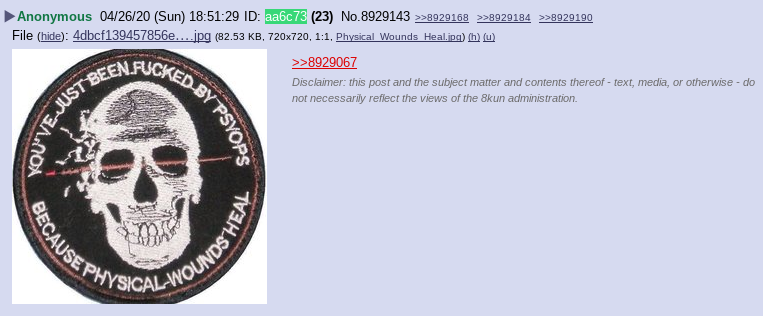 Anonymous 04/26/20 (Sun) 18:51:29 ID: aa6c73 (23) No.8929143 >>8929168 >>8929184 >>8929190
File (hide): 4dbcf139457856e….jpg (82.53 KB, 720x720, 1:1, Physical_Wounds_Heal.jpg) (h) (u)
>>8929067
Disclaimer: this post and the subject matter and contents thereof - text, media, or otherwise - do
not necessarily reflect the views of the 8kun administration.
YOU'VE JUST BEEN FUCKED BY PSYOPS
BECAUSE PHYSICAL WOUNDS HEAL